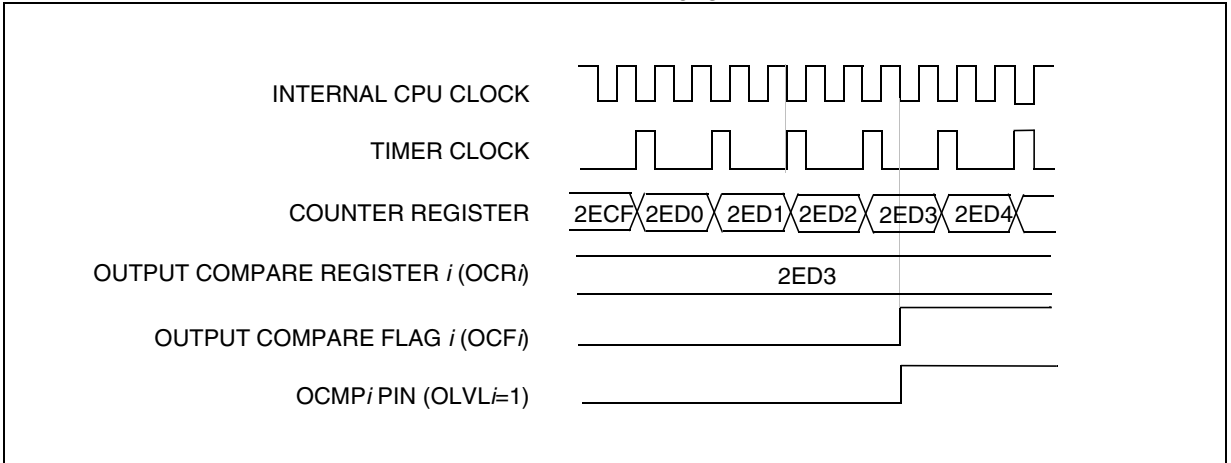 INTERNAL CPU CLOCK
TIMER CLOCK
COUNTER REGISTER 2ECF 2ED0 2ED1 2ED2 2ED3 2ED4
OUTPUT COMPARE REGISTER i (OCRi) 2ED3
OUTPUT COMPARE FLAG i (OCFi)
OCMPi PIN (OLVLi=1)